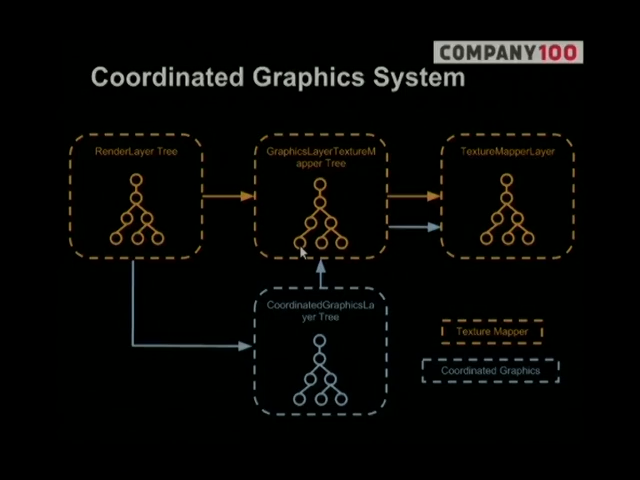 COMPANY100
Coordinated Graphics System
RenderLayer Tree
GraphicsLayerTextureM
apper Tree
TextureMapperLayer
CoordinatedGraphicsLa
yer Tree
Texture Mapper
Coordinated Graphics